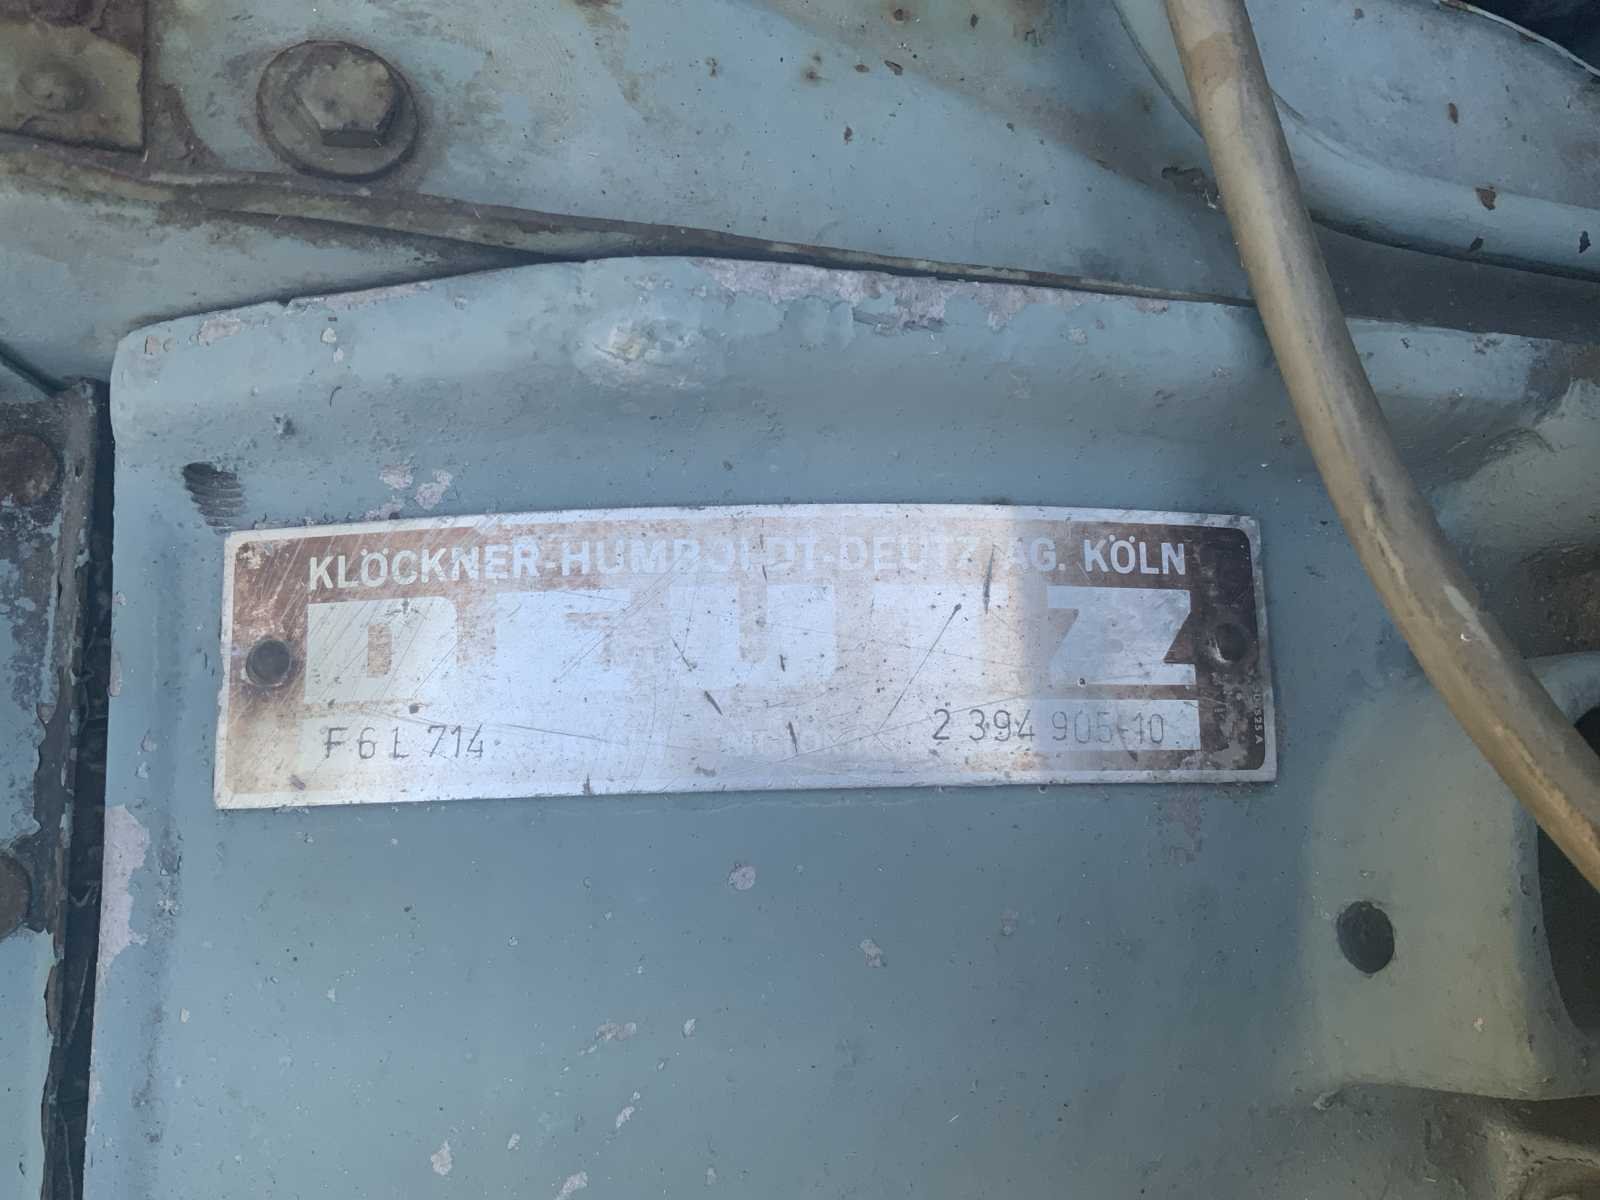 KLÖCKNER-HUMBOLDT-DEUTZ AG. KÖLN
DEUTZ
F6L 714 2 394 905-10